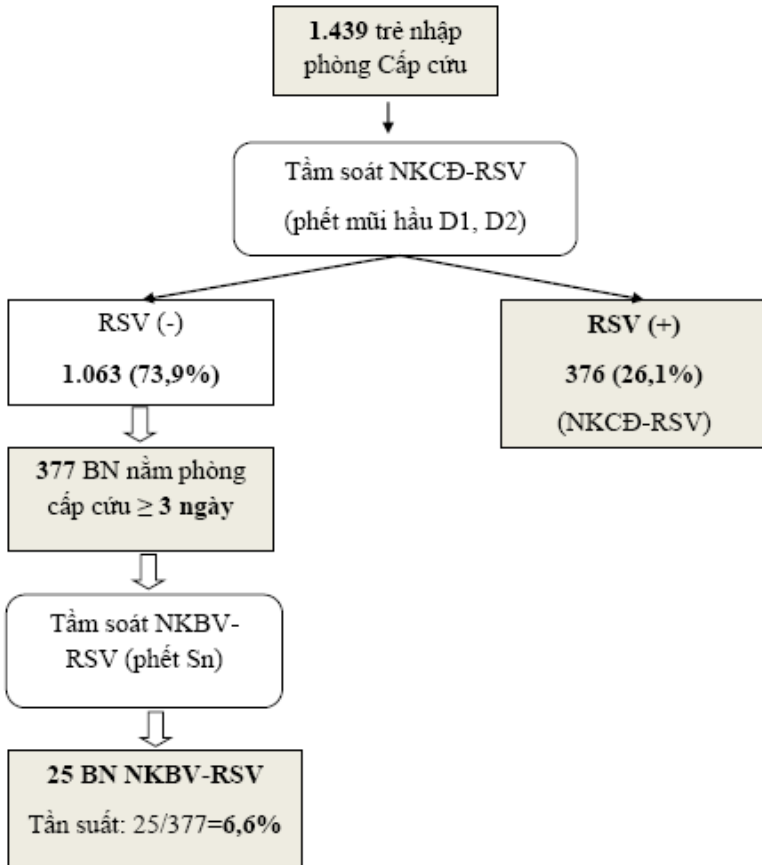 1.439 trẻ nhập
phòng Cấp cứu
Tầm soát NKCĐ-RSV
(phết mũi hầu D1, D2)
RSV (-)
1.063 (73,9%)
RSV (+)
376 (26,1%)
(NKCĐ-RSV)
377 BN nằm phòng
cấp cứu ≥ 3 ngày
Tầm soát NKBV-
RSV (phết Sn)
25 BN NKBV-RSV
Tần suất: 25/377=6,6%